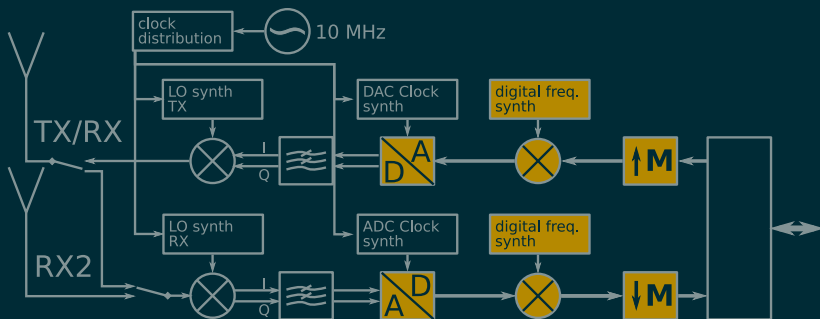 clock
distribution
10 MHz
LO synth
TX
DAC Clock
synth
digital freq.
synth
TX/RX
I
Q
D
A
↑M
LO synth
RX
ADC Clock
synth
digital freq.
synth
RX2
I
Q
A
D
↓M